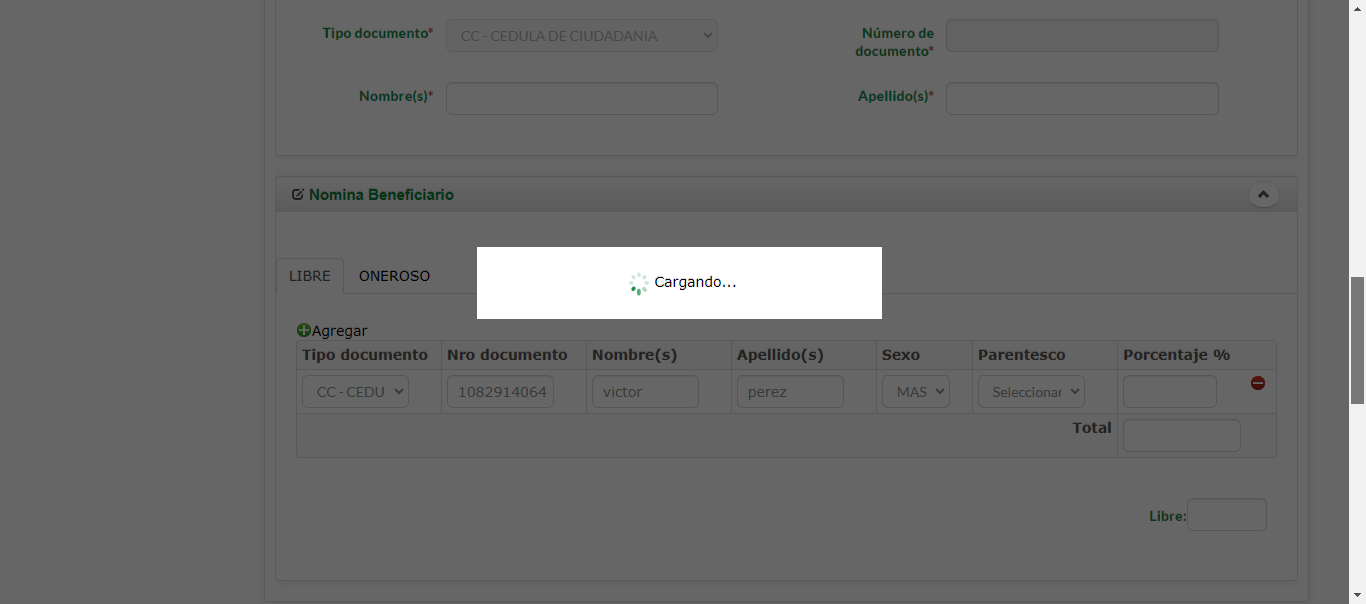 Tipo documento* CC - CEDULA DE CIUDADANIA Número de documento*
Nombre(s)* Apellido(s)*
Nomina Beneficiario
LIBRE ONEROSO
Cargando...
Agregar
Tipo documento Nro documento Nombre(s) Apellido(s) Sexo Parentesco Porcentaje %
CC - CEDU 1082914064 victor perez MAS Seleccionar
Total
Libre: